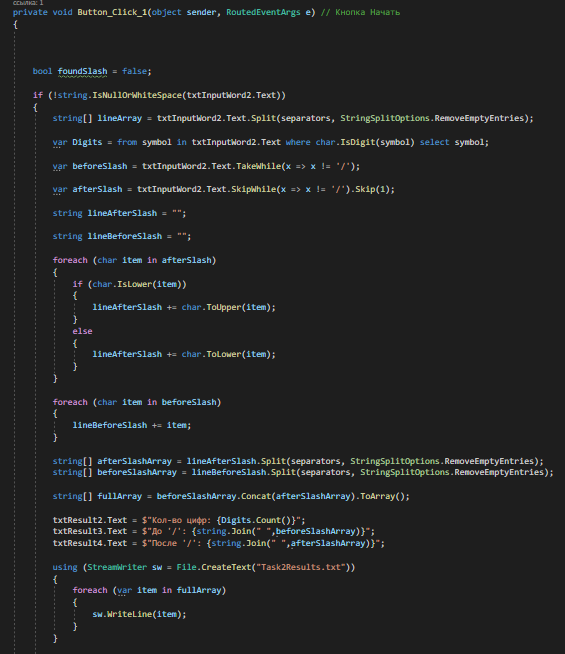 ссылка: 1
private void Button_Click_1(object sender, RoutedEventArgs e) // Кнопка Начать
{
bool foundSlash = false;
if (!string.IsNullOrWhiteSpace(txtInputWord2.Text))
{
string[] lineArray = txtInputWord2.Text.Split(separators, StringSplitOptions.RemoveEmptyEntries);
var Digits = from symbol in txtInputWord2.Text where char.IsDigit(symbol) select symbol;
var beforeSlash = txtInputWord2.Text.TakeWhile(x => x != '/');
var afterSlash = txtInputWord2.Text.SkipWhile(x => x != '/').Skip(1);
string lineAfterSlash = "";
string lineBeforeSlash = "";
foreach (char item in afterSlash)
{
if (char.IsLower(item))
{
lineAfterSlash += char.ToUpper(item);
}
else
{
lineAfterSlash += char.ToLower(item);
}
}
foreach (char item in beforeSlash)
{
lineBeforeSlash += item;
}
string[] afterSlashArray = lineAfterSlash.Split(separators, StringSplitOptions.RemoveEmptyEntries);
string[] beforeSlashArray = lineBeforeSlash.Split(separators, StringSplitOptions.RemoveEmptyEntries);
string[] fullArray = beforeSlashArray.Concat(afterSlashArray).ToArray();
txtResult2.Text = $"Кол-во цифр: {Digits.Count()}";
txtResult3.Text = $"До '/': {string.Join(" ",beforeSlashArray)}";
txtResult4.Text = $"После '/': {string.Join(" ",afterSlashArray)}";
using (StreamWriter sw = File.CreateText("Task2Results.txt"))
{
foreach (var item in fullArray)
{
sw.WriteLine(item);
}
}